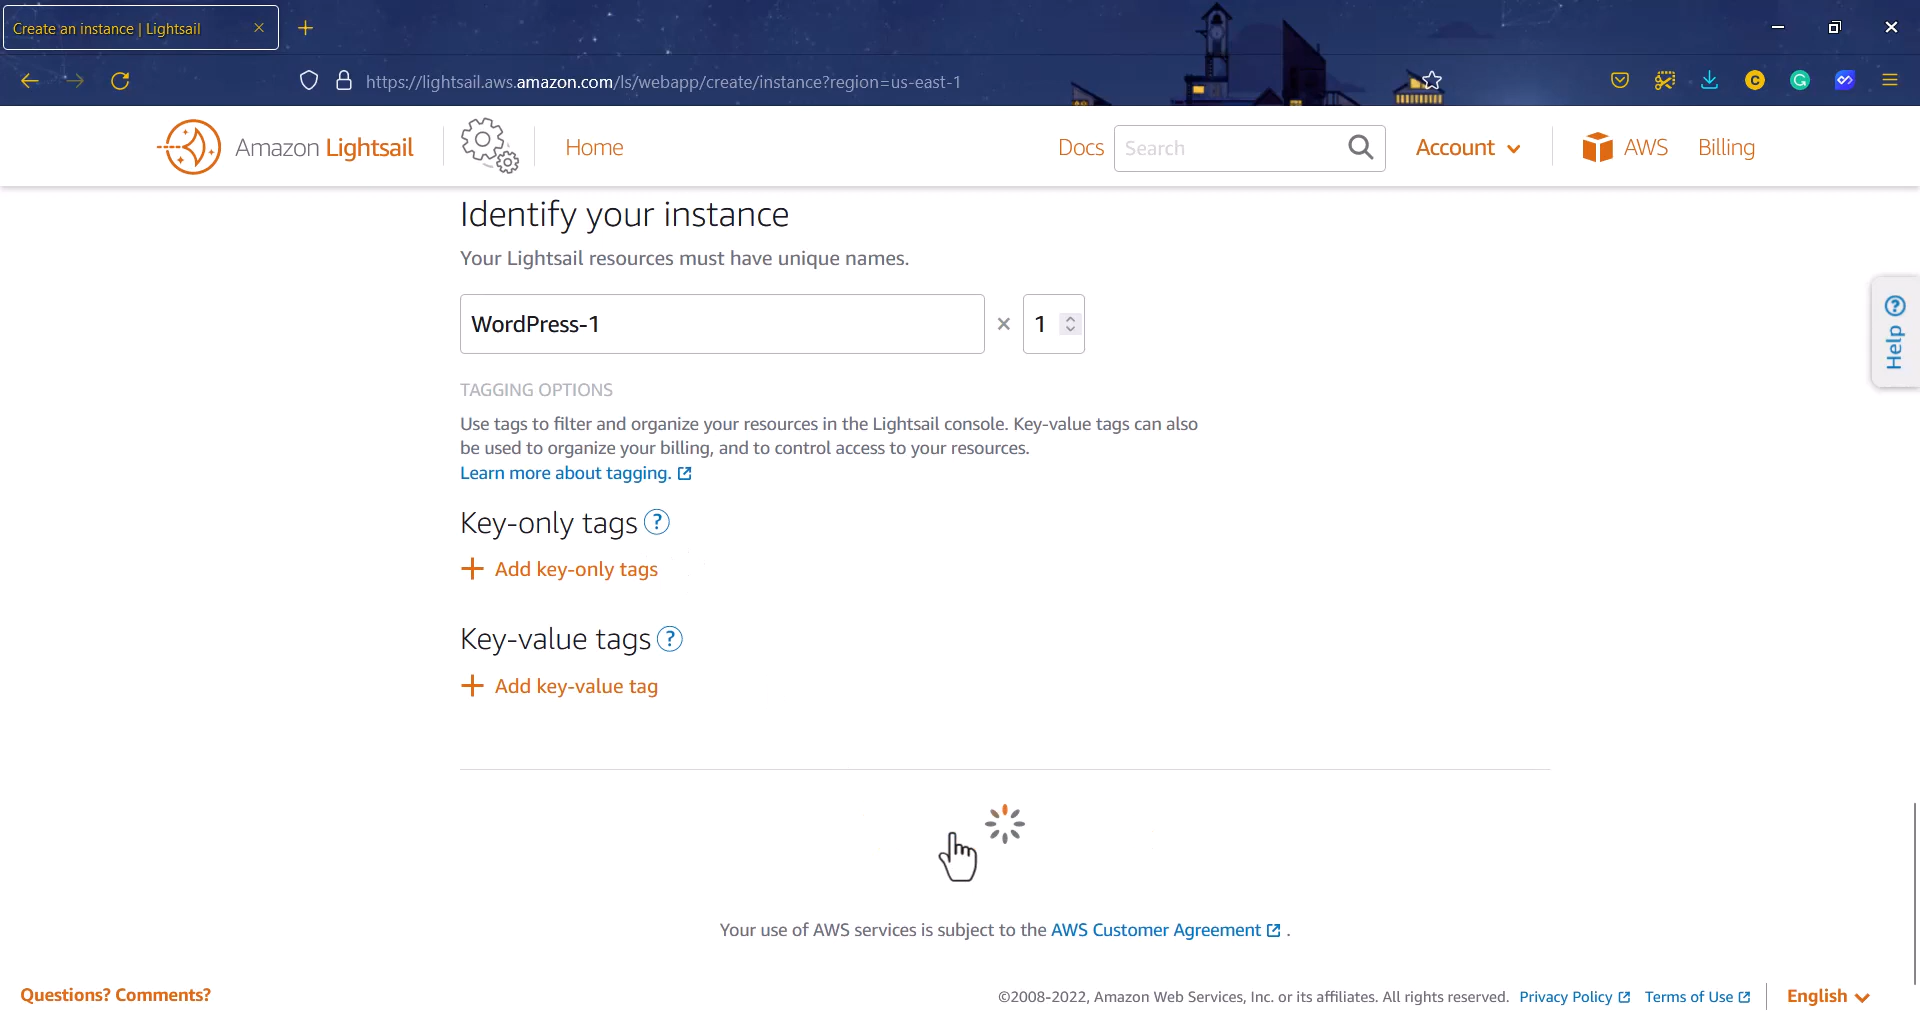 Create an instance | Lightsail
https://lightsail.aws.amazon.com/ls/webapp/create/instance?region=us-east-1
Amazon Lightsail
Home
Docs
Search
Account
AWS
Billing
Identify your instance
Your Lightsail resources must have unique names.
WordPress-1
×
1
Help
TAGGING OPTIONS
Use tags to filter and organize your resources in the Lightsail console. Key-value tags can also
be used to organize your billing, and to control access to your resources.
Learn more about tagging.
Key-only tags ?
+ Add key-only tags
Key-value tags ?
+ Add key-value tag
Your use of AWS services is subject to the AWS Customer Agreement .
Questions? Comments?
©2008-2022, Amazon Web Services, Inc. or its affiliates. All rights reserved.
Privacy Policy
Terms of Use
English